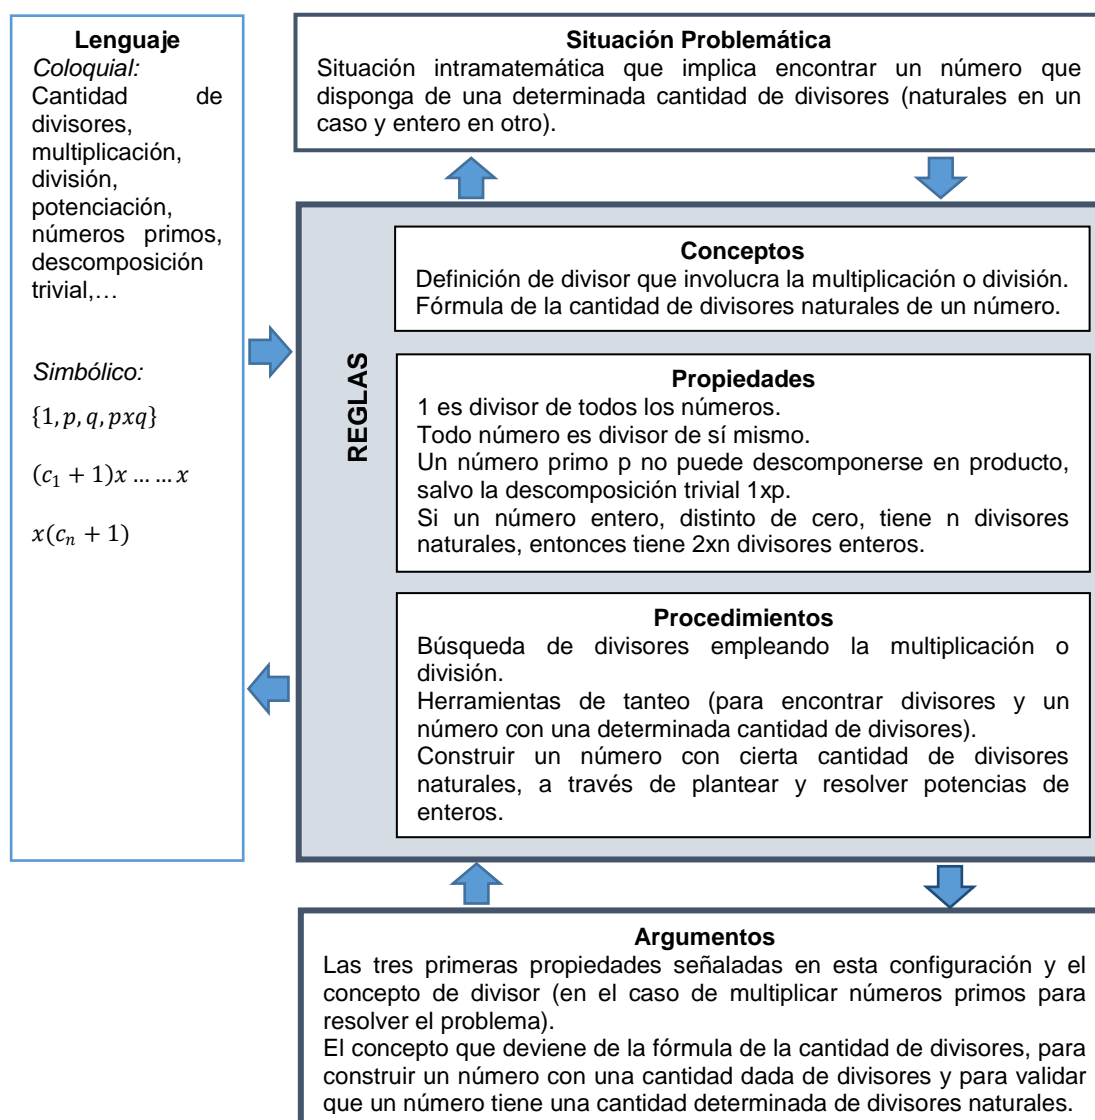 Lenguaje
Coloquial:
Cantidad de
divisores,
multiplicación,
división,
potenciación,
números primos,
descomposición
trivial,…
Simbólico:
{1, p, q, pxq}
(c₁ + 1)x … … x
x(cₙ + 1)
Situación Problemática
Situación intramatemática que implica encontrar un número que
disponga de una determinada cantidad de divisores (naturales en un
caso y entero en otro).
REGLAS
Conceptos
Definición de divisor que involucra la multiplicación o división.
Fórmula de la cantidad de divisores naturales de un número.
Propiedades
1 es divisor de todos los números.
Todo número es divisor de sí mismo.
Un número primo p no puede descomponerse en producto,
salvo la descomposición trivial 1xp.
Si un número entero, distinto de cero, tiene n divisores
naturales, entonces tiene 2xn divisores enteros.
Procedimientos
Búsqueda de divisores empleando la multiplicación o
división.
Herramientas de tanteo (para encontrar divisores y un
número con una determinada cantidad de divisores).
Construir un número con cierta cantidad de divisores
naturales, a través de plantear y resolver potencias de
enteros.
Argumentos
Las tres primeras propiedades señaladas en esta configuración y el
concepto de divisor (en el caso de multiplicar números primos para
resolver el problema).
El concepto que deviene de la fórmula de la cantidad de divisores, para
construir un número con una cantidad dada de divisores y para validar
que un número tiene una cantidad determinada de divisores naturales.